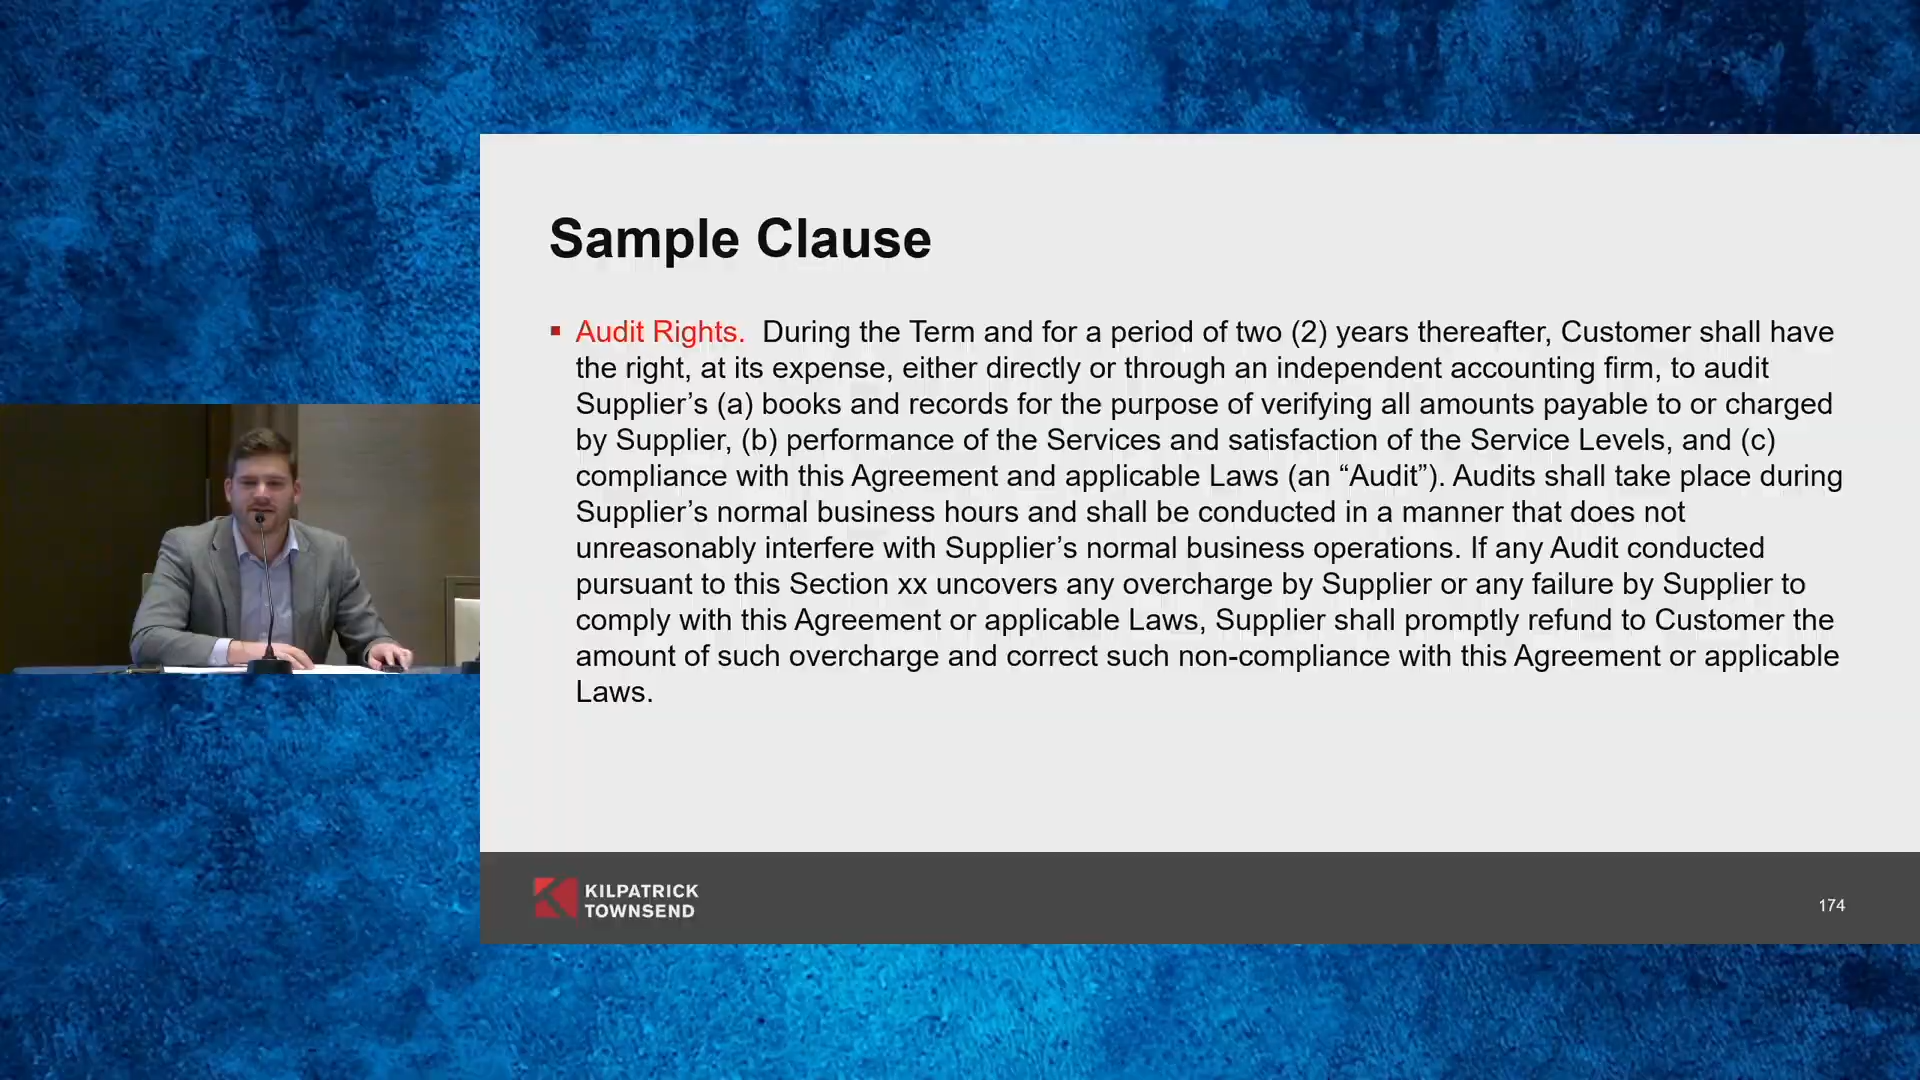 Sample Clause
▪ Audit Rights.  During the Term and for a period of two (2) years thereafter, Customer shall have
the right, at its expense, either directly or through an independent accounting firm, to audit
Supplier’s (a) books and records for the purpose of verifying all amounts payable to or charged
by Supplier, (b) performance of the Services and satisfaction of the Service Levels, and (c)
compliance with this Agreement and applicable Laws (an “Audit”). Audits shall take place during
Supplier’s normal business hours and shall be conducted in a manner that does not
unreasonably interfere with Supplier’s normal business operations. If any Audit conducted
pursuant to this Section xx uncovers any overcharge by Supplier or any failure by Supplier to
comply with this Agreement or applicable Laws, Supplier shall promptly refund to Customer the
amount of such overcharge and correct such non-compliance with this Agreement or applicable
Laws.
KILPATRICK
TOWNSEND
174